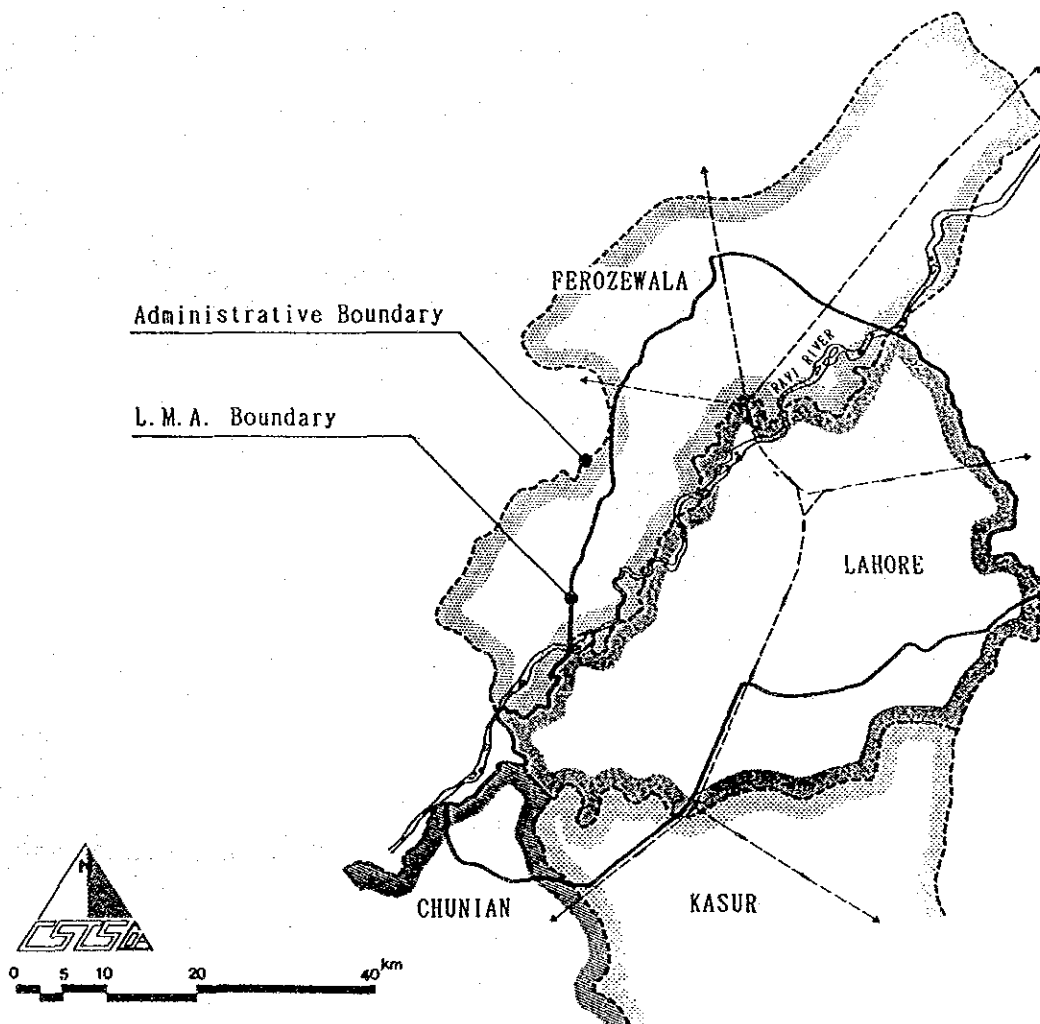 FEROZEWALA
Administrative Boundary
RAVI RIVER
L.M.A. Boundary
LAHORE
CHUNIAN
KASUR
N
0 5 10 20 40 km